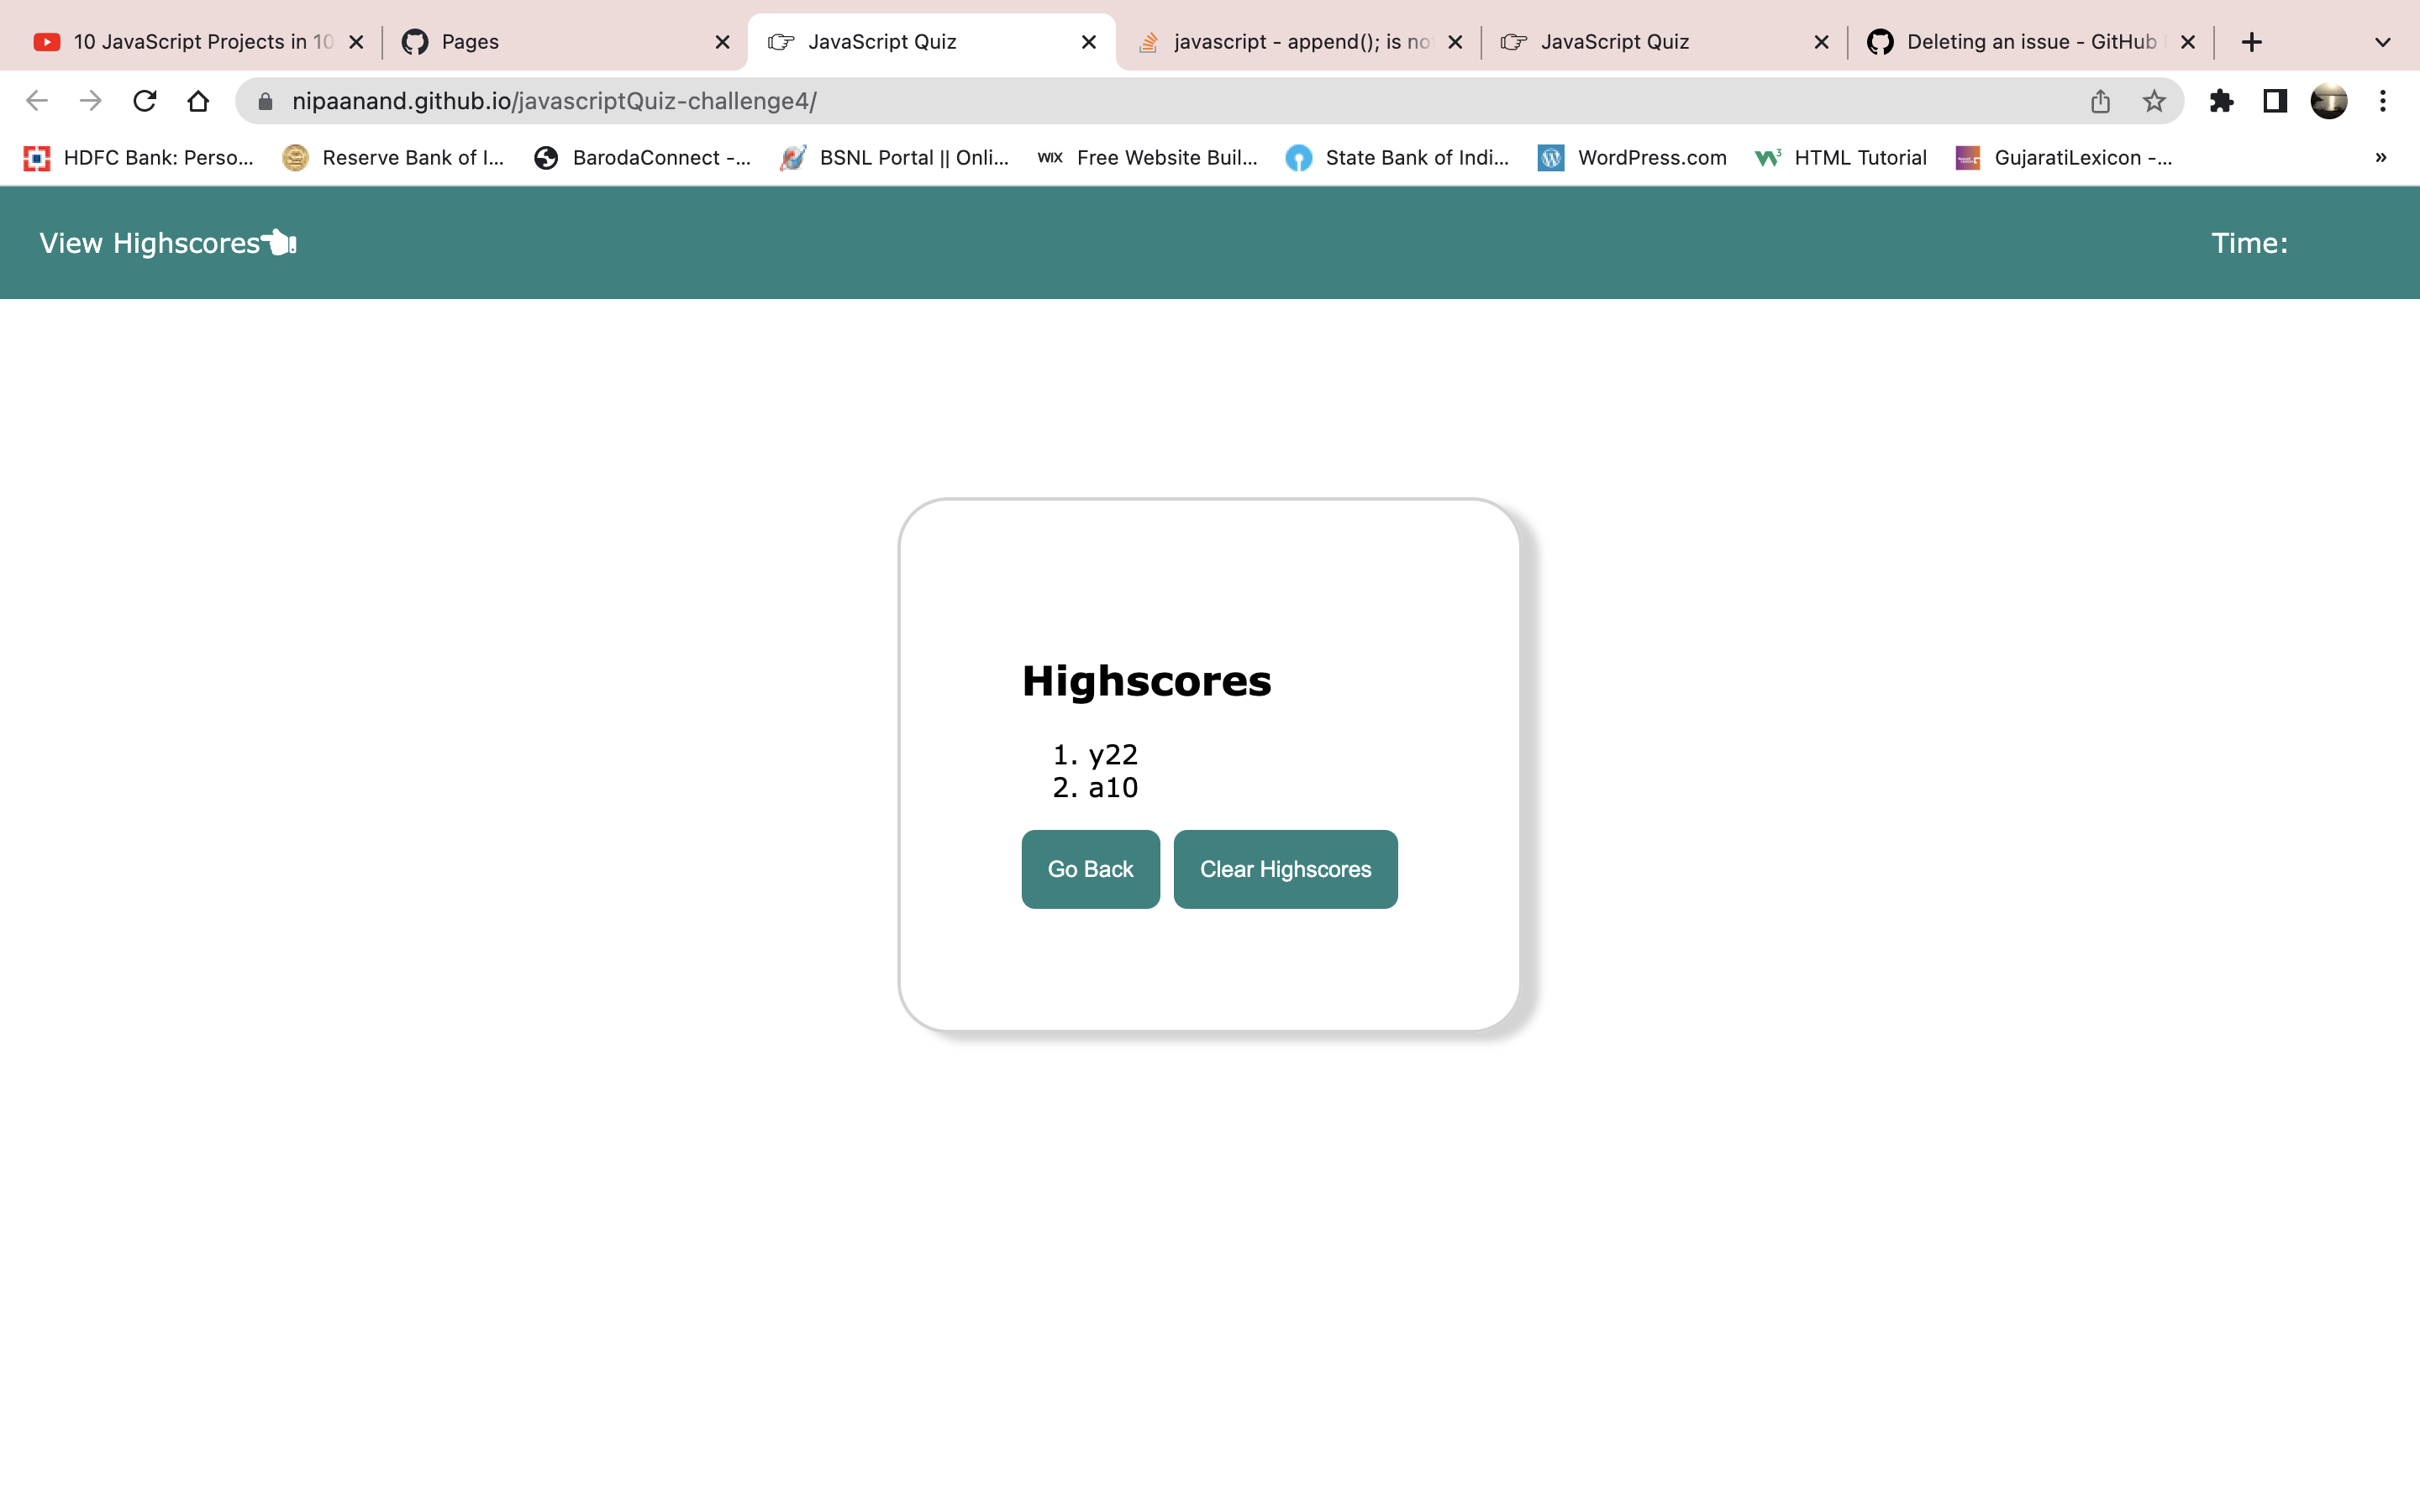 10 JavaScript Projects in 10
Pages
JavaScript Quiz
javascript - append(); is no
JavaScript Quiz
Deleting an issue - GitHub
nipaanand.github.io/javascriptQuiz-challenge4/
HDFC Bank: Perso...
Reserve Bank of I...
BarodaConnect -...
BSNL Portal || Onli...
WIX Free Website Buil...
State Bank of Indi...
WordPress.com
HTML Tutorial
GujaratiLexicon -...
»
View Highscores
Time:
Highscores
1. y22
2. a10
Go Back
Clear Highscores